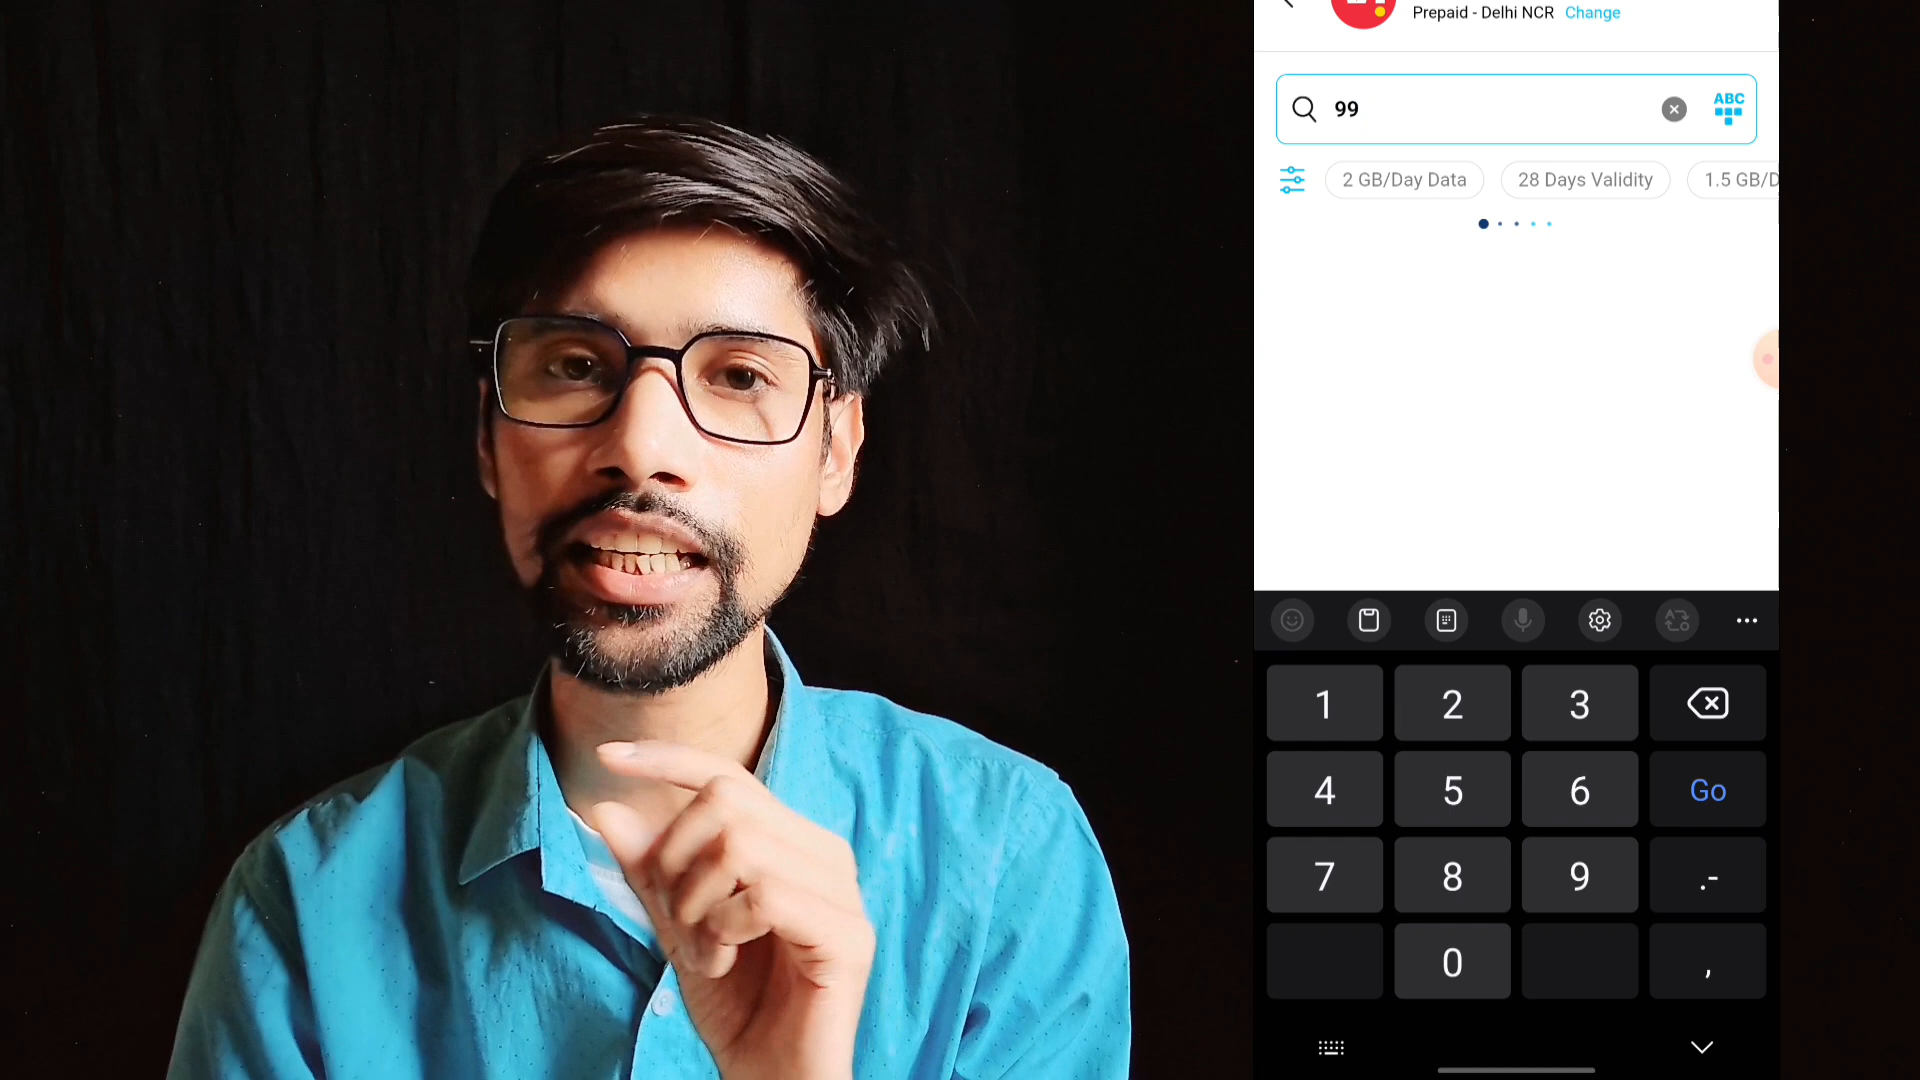 Prepaid - Delhi NCR Change
99
ABC
2 GB/Day Data
28 Days Validity
1.5 GB/D
1 2 3
4 5 6 Go
7 8 9 .-
0 ,